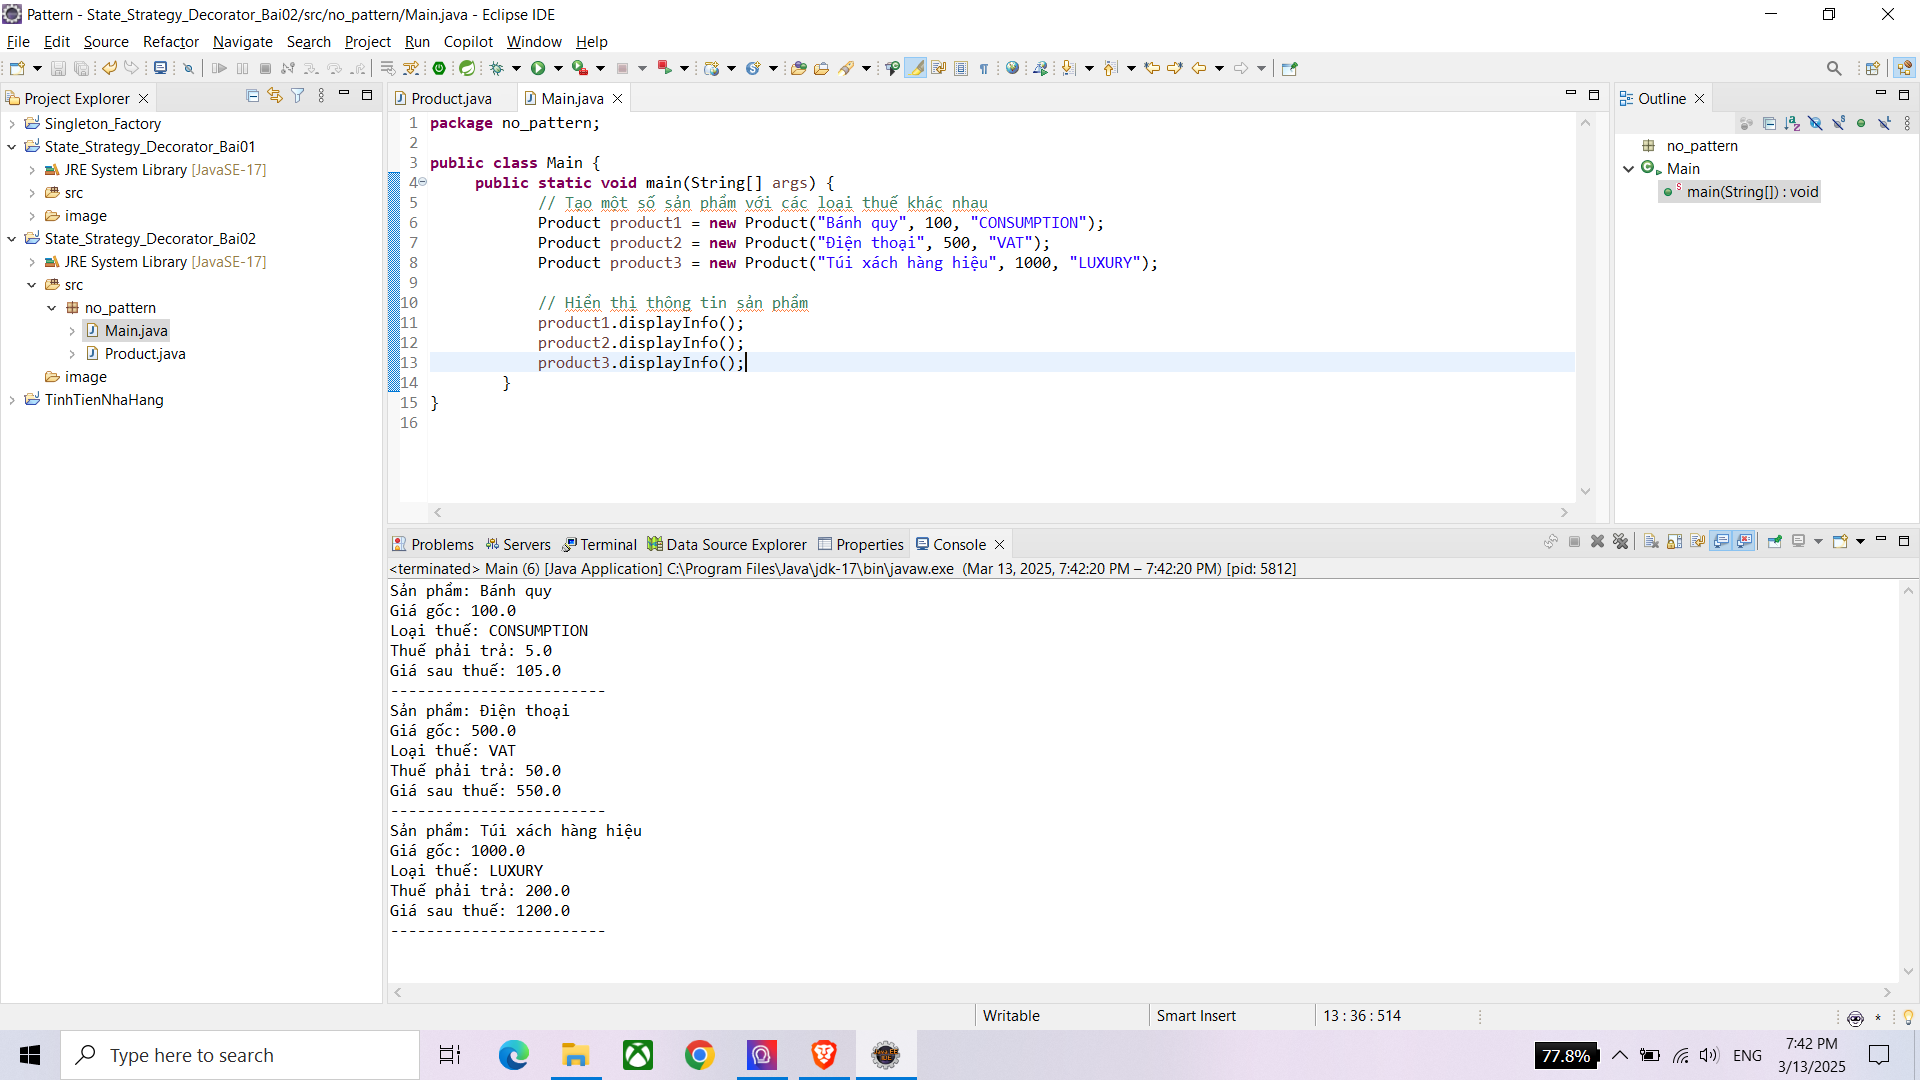 Pattern - State_Strategy_Decorator_Bai02/src/no_pattern/Main.java - Eclipse IDE
File Edit Source Refactor Navigate Search Project Run Copilot Window Help
Project Explorer
Singleton_Factory
State_Strategy_Decorator_Bai01
JRE System Library [JavaSE-17]
src
image
State_Strategy_Decorator_Bai02
JRE System Library [JavaSE-17]
src
no_pattern
Main.java
Product.java
image
TinhTienNhaHang
Product.java Main.java
1 package no_pattern;
2
3 public class Main {
4 public static void main(String[] args) {
5 // Tạo một số sản phẩm với các loại thuế khác nhau
6 Product product1 = new Product("Bánh quy", 100, "CONSUMPTION");
7 Product product2 = new Product("Điện thoại", 500, "VAT");
8 Product product3 = new Product("Túi xách hàng hiệu", 1000, "LUXURY");
9
10 // Hiển thị thông tin sản phẩm
11 product1.displayInfo();
12 product2.displayInfo();
13 product3.displayInfo();
14 }
15 }
16
Outline
no_pattern
Main
main(String[]) : void
Problems Servers Terminal Data Source Explorer Properties Console
<terminated> Main (6) [Java Application] C:\Program Files\Java\jdk-17\bin\javaw.exe (Mar 13, 2025, 7:42:20 PM – 7:42:20 PM) [pid: 5812]
Sản phẩm: Bánh quy
Giá gốc: 100.0
Loại thuế: CONSUMPTION
Thuế phải trả: 5.0
Giá sau thuế: 105.0
------------------------
Sản phẩm: Điện thoại
Giá gốc: 500.0
Loại thuế: VAT
Thuế phải trả: 50.0
Giá sau thuế: 550.0
------------------------
Sản phẩm: Túi xách hàng hiệu
Giá gốc: 1000.0
Loại thuế: LUXURY
Thuế phải trả: 200.0
Giá sau thuế: 1200.0
------------------------
Writable Smart Insert 13 : 36 : 514
Type here to search
77.8% ENG
7:42 PM
3/13/2025